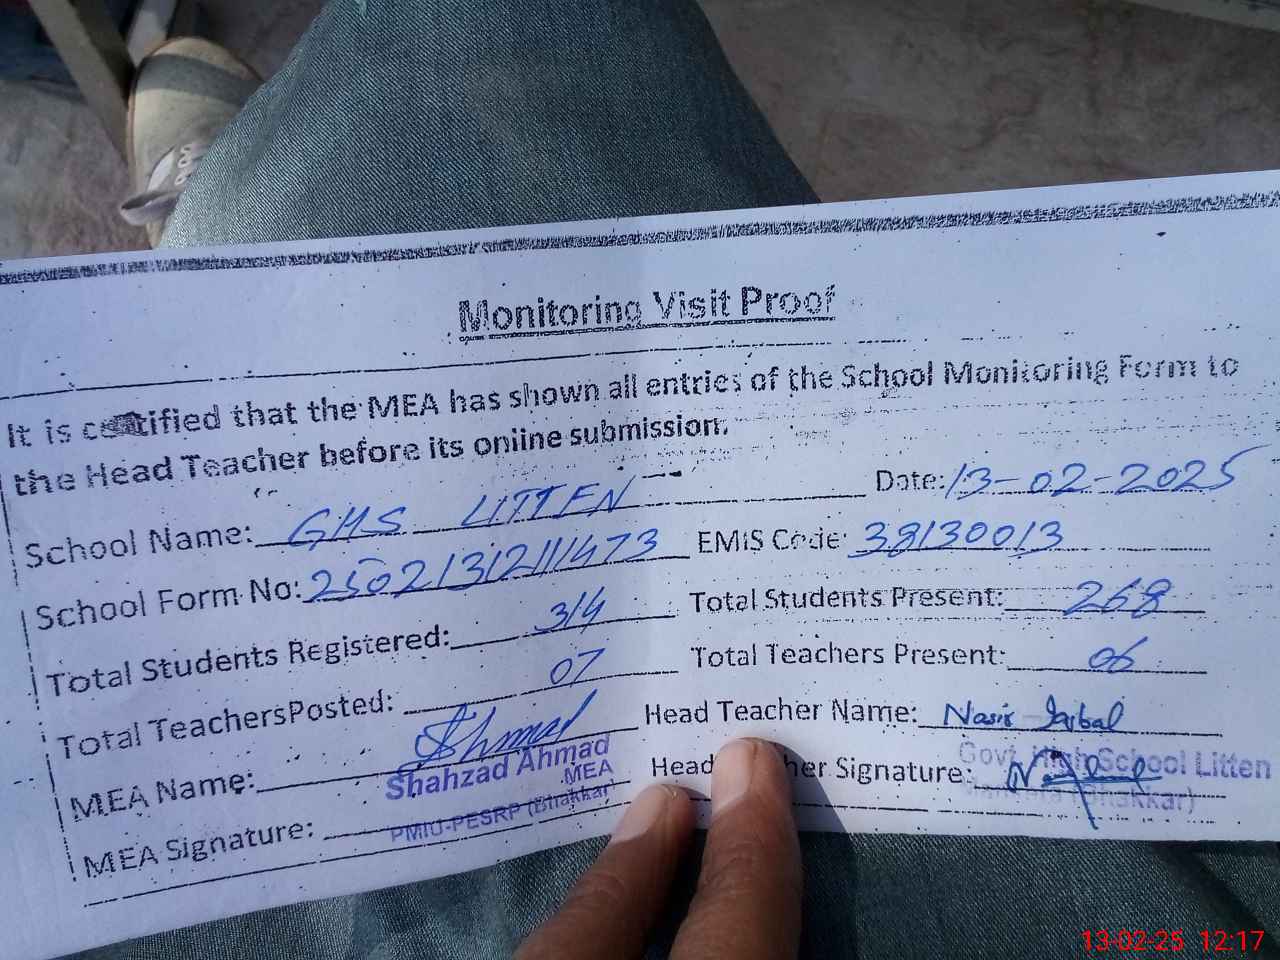 Monitoring Visit Proof
It is certified that the MEA has shown all entries of the School Monitoring Form to
the Head Teacher before its online submission.
School Name: GHS LITTEN Date: 13-02-2025
School Form No: 2502131211473 EMIS Code: 38130013
Total Students Registered: 314 Total Students Present: 268
Total TeachersPosted: 07 Total Teachers Present: 06
MEA Name: Shahzad Ahmad Head Teacher Name: Nasir Iqbal
MEA
MEA Signature: PMIU-PESRP (Bhakkar) Head Teacher Signature:
Govt. High School Litten
(Bhakkar)
13-02-25 12:17